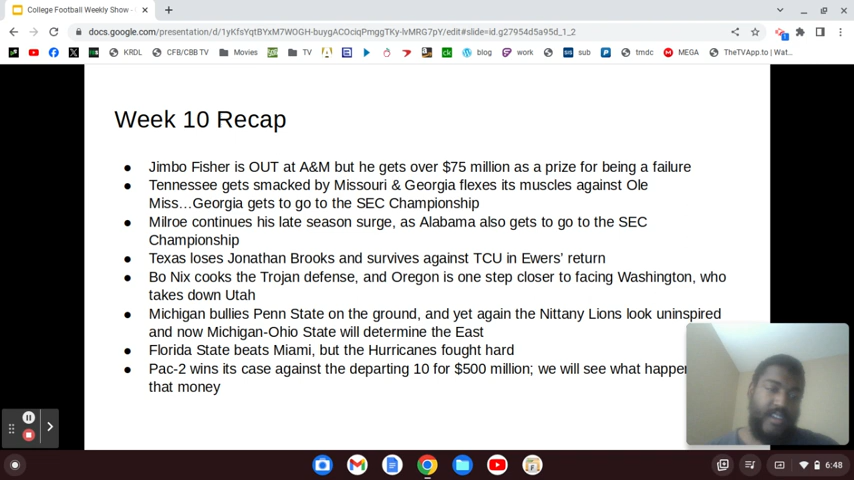 College Football Weekly Show -
docs.google.com/presentation/d/1yKfsYqtBYxM7WOGH-buygACOciqPmggTKy-lvMRG7pY/edit#slide=id.g27954d5a95d_1_2
KRDL
CFB/CBB TV
Movies
TV
blog
work
sub
tmdc
MEGA
TheTVApp.to | Wat...
Week 10 Recap
● Jimbo Fisher is OUT at A&M but he gets over $75 million as a prize for being a failure
● Tennessee gets smacked by Missouri & Georgia flexes its muscles against Ole
Miss…Georgia gets to go to the SEC Championship
● Milroe continues his late season surge, as Alabama also gets to go to the SEC
Championship
● Texas loses Jonathan Brooks and survives against TCU in Ewers' return
● Bo Nix cooks the Trojan defense, and Oregon is one step closer to facing Washington, who
takes down Utah
● Michigan bullies Penn State on the ground, and yet again the Nittany Lions look uninspired
and now Michigan-Ohio State will determine the East
● Florida State beats Miami, but the Hurricanes fought hard
● Pac-2 wins its case against the departing 10 for $500 million; we will see what happen
that money
6:48